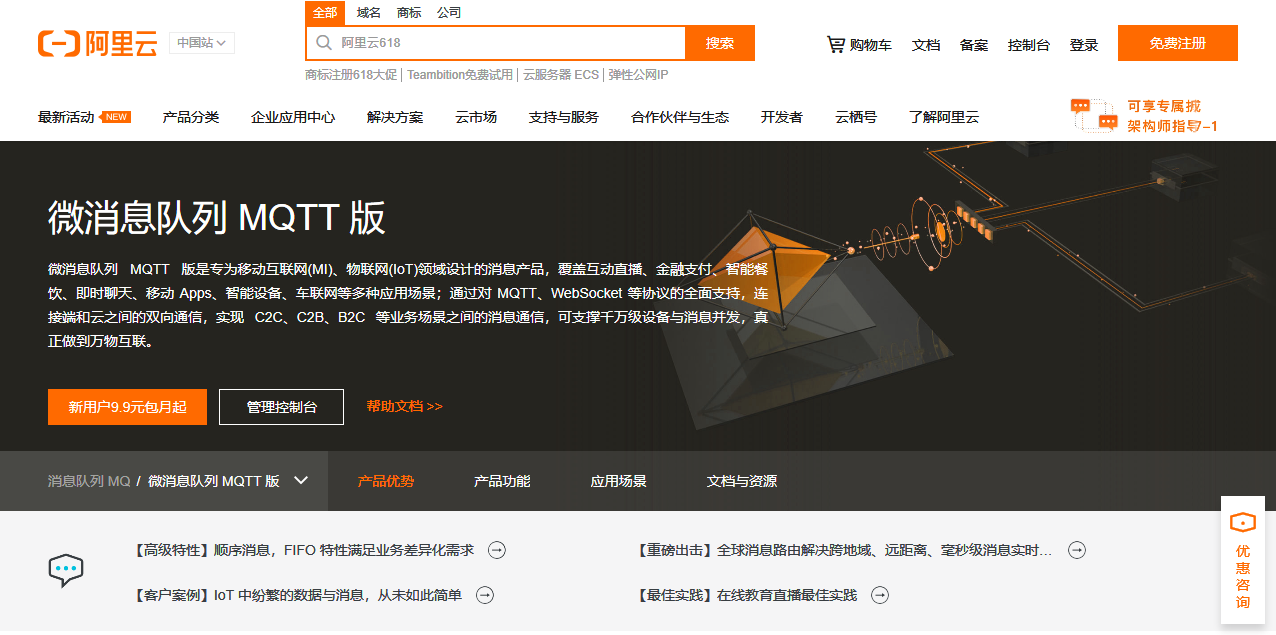 全部 域名 商标 公司
阿里云 中国站 阿里云618 搜索 购物车 文档 备案 控制台 登录 免费注册
商标注册618大促 | Teambition免费试用 | 云服务器 ECS | 弹性公网IP
最新活动 NEW 产品分类 企业应用中心 解决方案 云市场 支持与服务 合作伙伴与生态 开发者 云栖号 了解阿里云
可享专属
架构师指导 -1
微消息队列 MQTT 版
微消息队列 MQTT 版是专为移动互联网(MI)、物联网(IoT)领域设计的消息产品，覆盖互动直播、金融支付、智能餐
饮、即时聊天、移动 Apps、智能设备、车联网等多种应用场景；通过对 MQTT、WebSocket 等协议的全面支持，连
接端和云之间的双向通信，实现 C2C、C2B、B2C 等业务场景之间的消息通信，可支撑千万级设备与消息并发，真
正做到万物互联。
新用户9.9元包月起 管理控制台 帮助文档 >>
消息队列 MQ / 微消息队列 MQTT 版 产品优势 产品功能 应用场景 文档与资源
【高级特性】顺序消息，FIFO 特性满足业务差异化需求
【重磅出击】全球消息路由解决跨地域、远距离、毫秒级消息实时…
【客户案例】IoT 中纷繁的数据与消息，从未如此简单
【最佳实践】在线教育直播最佳实践
优
惠
咨
询